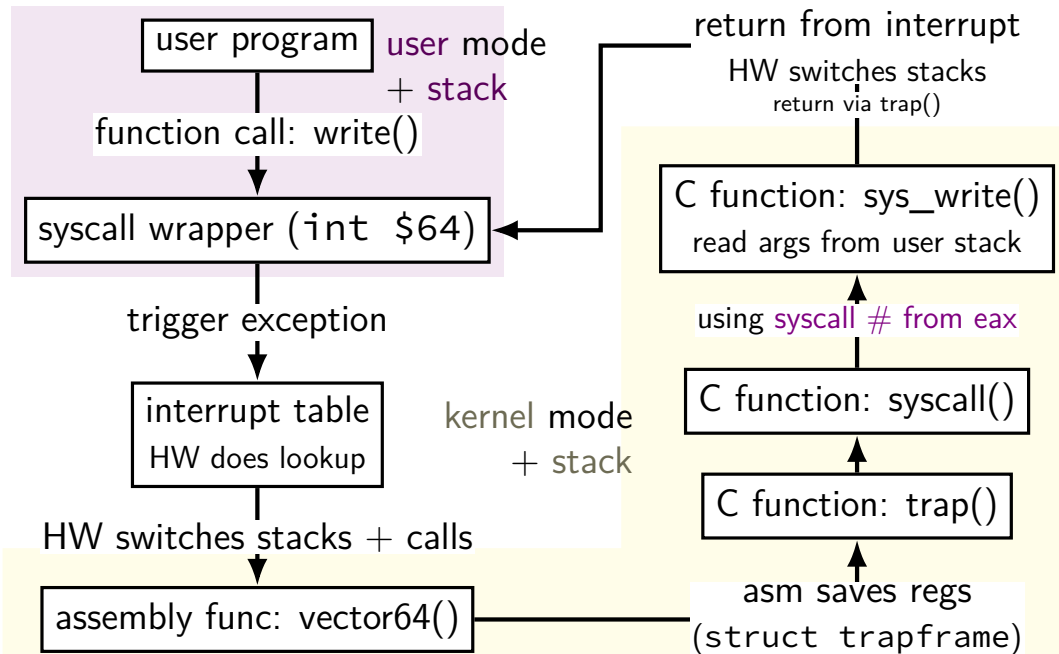 user program
user mode
+ stack
function call: write()
syscall wrapper (int $64)
trigger exception
interrupt table
HW does lookup
HW switches stacks + calls
assembly func: vector64()
kernel mode
+ stack
asm saves regs
(struct trapframe)
C function: trap()
C function: syscall()
using syscall # from eax
C function: sys_write()
read args from user stack
return from interrupt
HW switches stacks
return via trap()